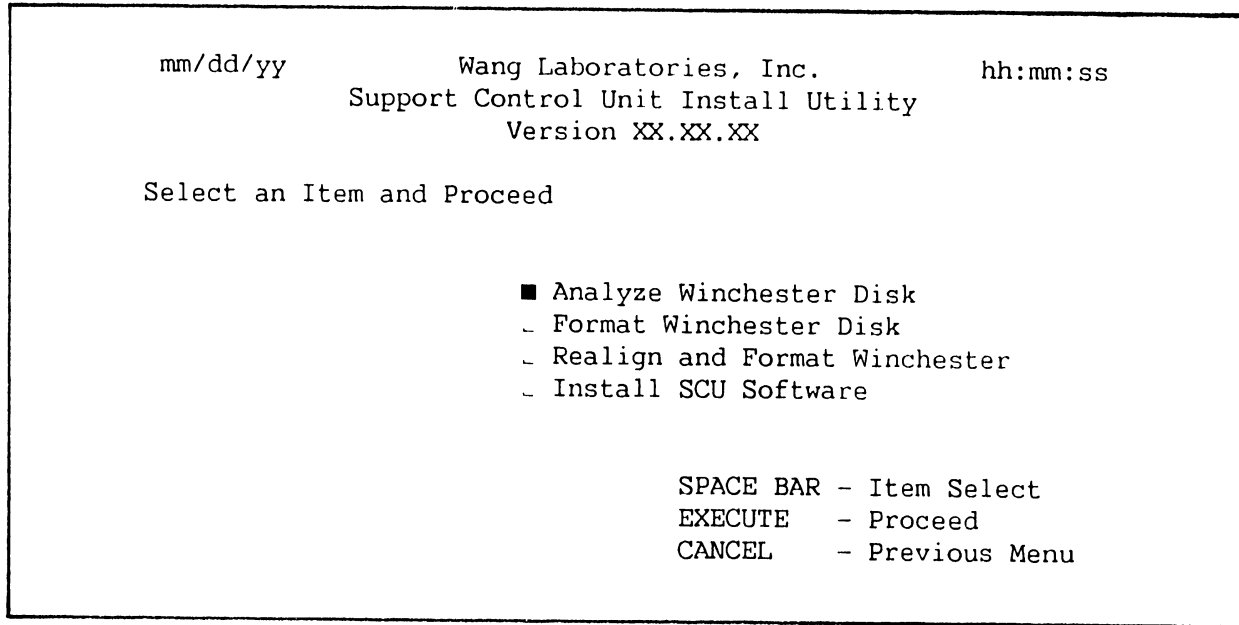 mm/dd/yy Wang Laboratories, Inc. hh:mm:ss
Support Control Unit Install Utility
Version XX.XX.XX
Select an Item and Proceed
■ Analyze Winchester Disk
Format Winchester Disk
Realign and Format Winchester
Install SCU Software
SPACE BAR - Item Select
EXECUTE - Proceed
CANCEL - Previous Menu